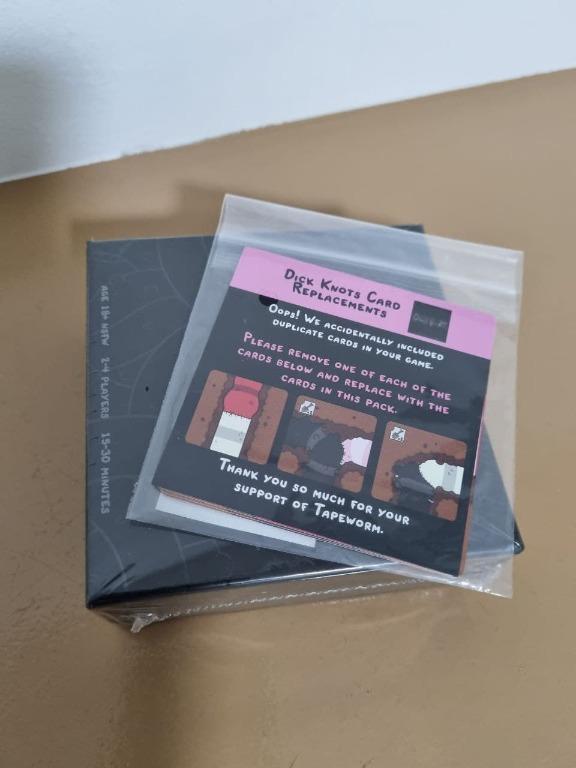 Dick Knots Card
Replacements
Oops! We accidentally included
duplicate cards in your game.
Please remove one of each of the
cards below and replace with the
cards in this pack.
Thank you so much for your
support of Tapeworm.
AGE 18+ NSFW 2-4 PLAYERS 15-30 MINUTES